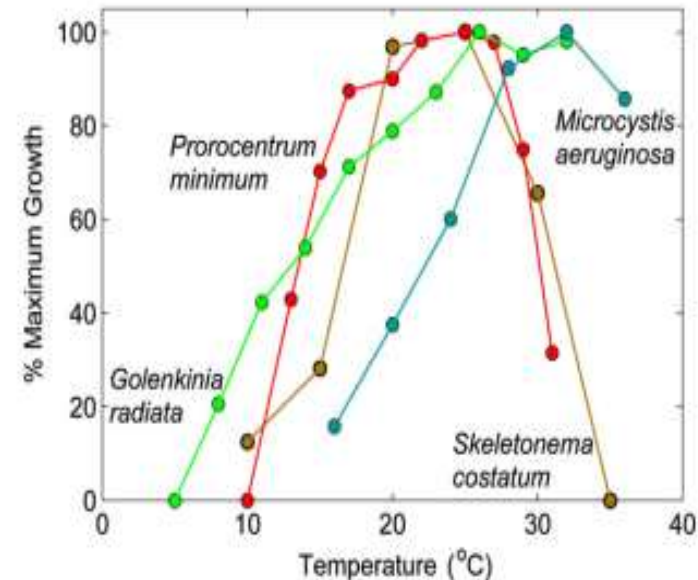 100
80
60
40
20
0
% Maximum Growth
Prorocentrum
minimum
Microcystis
aeruginosa
Golenkinia
radiata
Skeletonema
costatum
0 10 20 30 40
Temperature (°C)